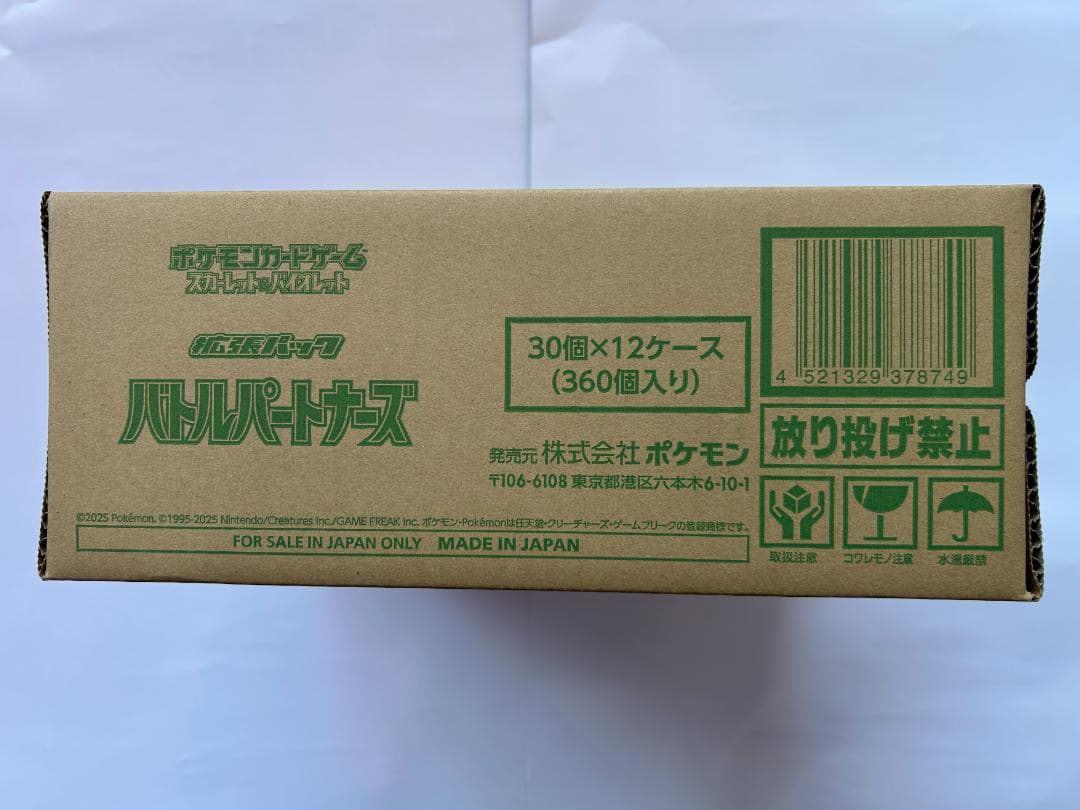 ポケモンカードゲーム
スカーレット&バイオレット
拡張パック
バトルパートナーズ
30個×12ケース
(360個入り)
発売元 株式会社 ポケモン
〒106-6108 東京都港区六本木6-10-1
©2025 Pokémon. ©1995-2025 Nintendo/Creatures Inc./GAME FREAK inc. ポケモン・Pokémonは任天堂・クリーチャーズ・ゲームフリークの登録商標です。
FOR SALE IN JAPAN ONLY MADE IN JAPAN
4 521329 378749
放り投げ禁止
取扱注意 コワレモノ注意 水濡厳禁